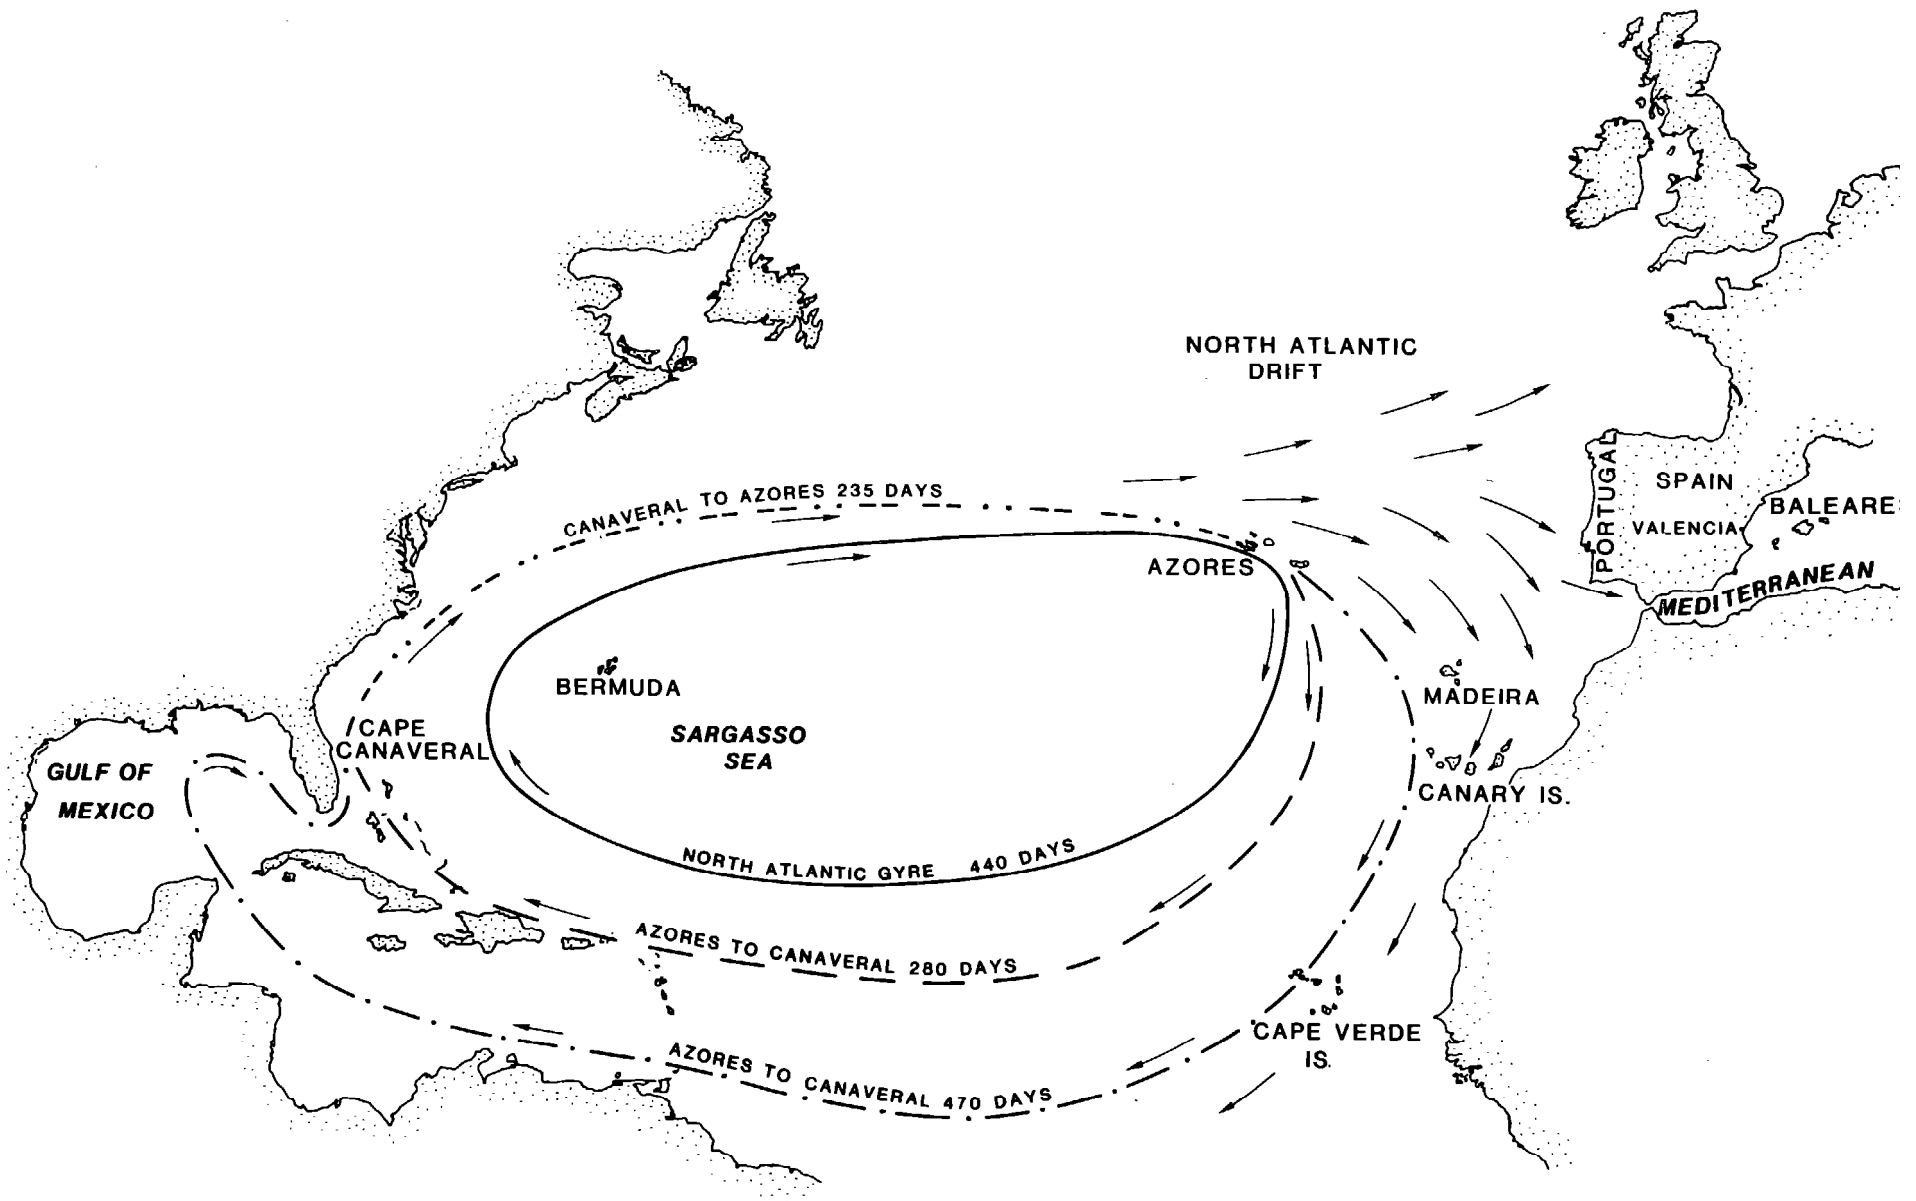 NORTH ATLANTIC
DRIFT
CANAVERAL TO AZORES 235 DAYS
PORTUGAL
SPAIN
VALENCIA
BALEARE
AZORES
MEDITERRANEAN
BERMUDA
MADEIRA
SARGASSO
SEA
CAPE
CANAVERAL
GULF OF
MEXICO
CANARY IS.
NORTH ATLANTIC GYRE 440 DAYS
AZORES TO CANAVERAL 280 DAYS
CAPE VERDE
IS.
AZORES TO CANAVERAL 470 DAYS